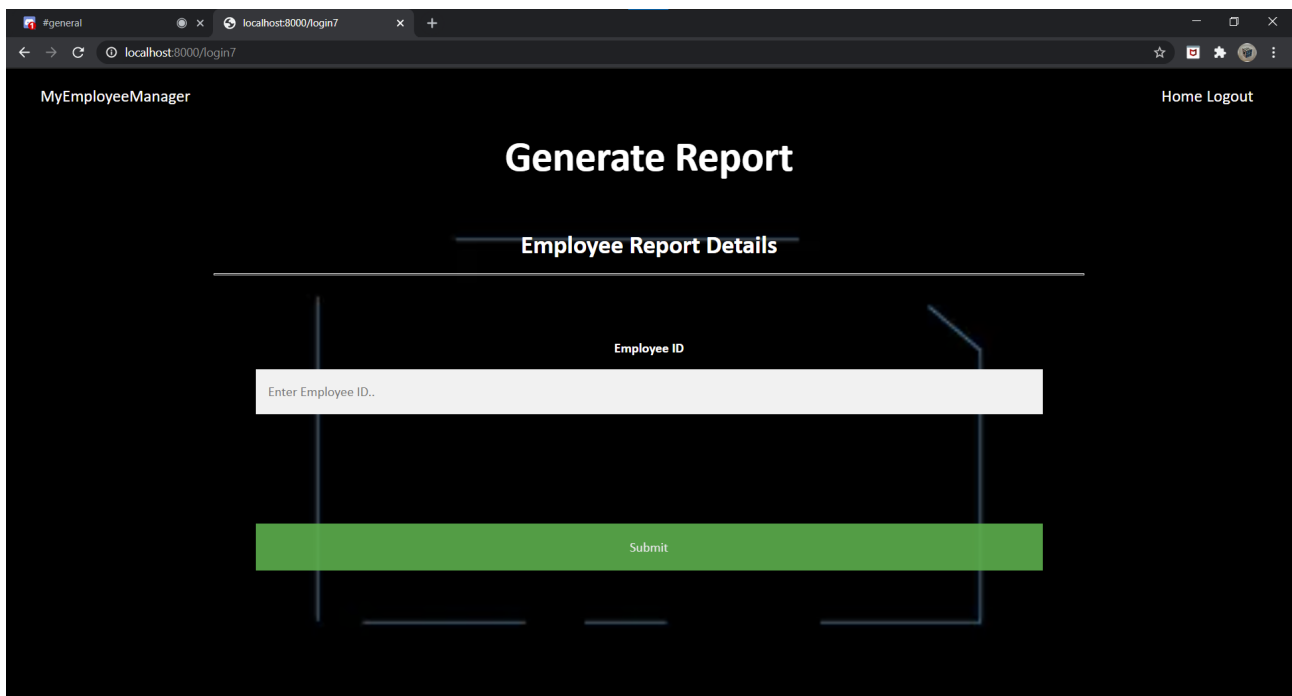 #general
localhost:8000/login7
localhost:8000/login7
MyEmployeeManager
Home Logout
Generate Report
Employee Report Details
Employee ID
Enter Employee ID..
Submit